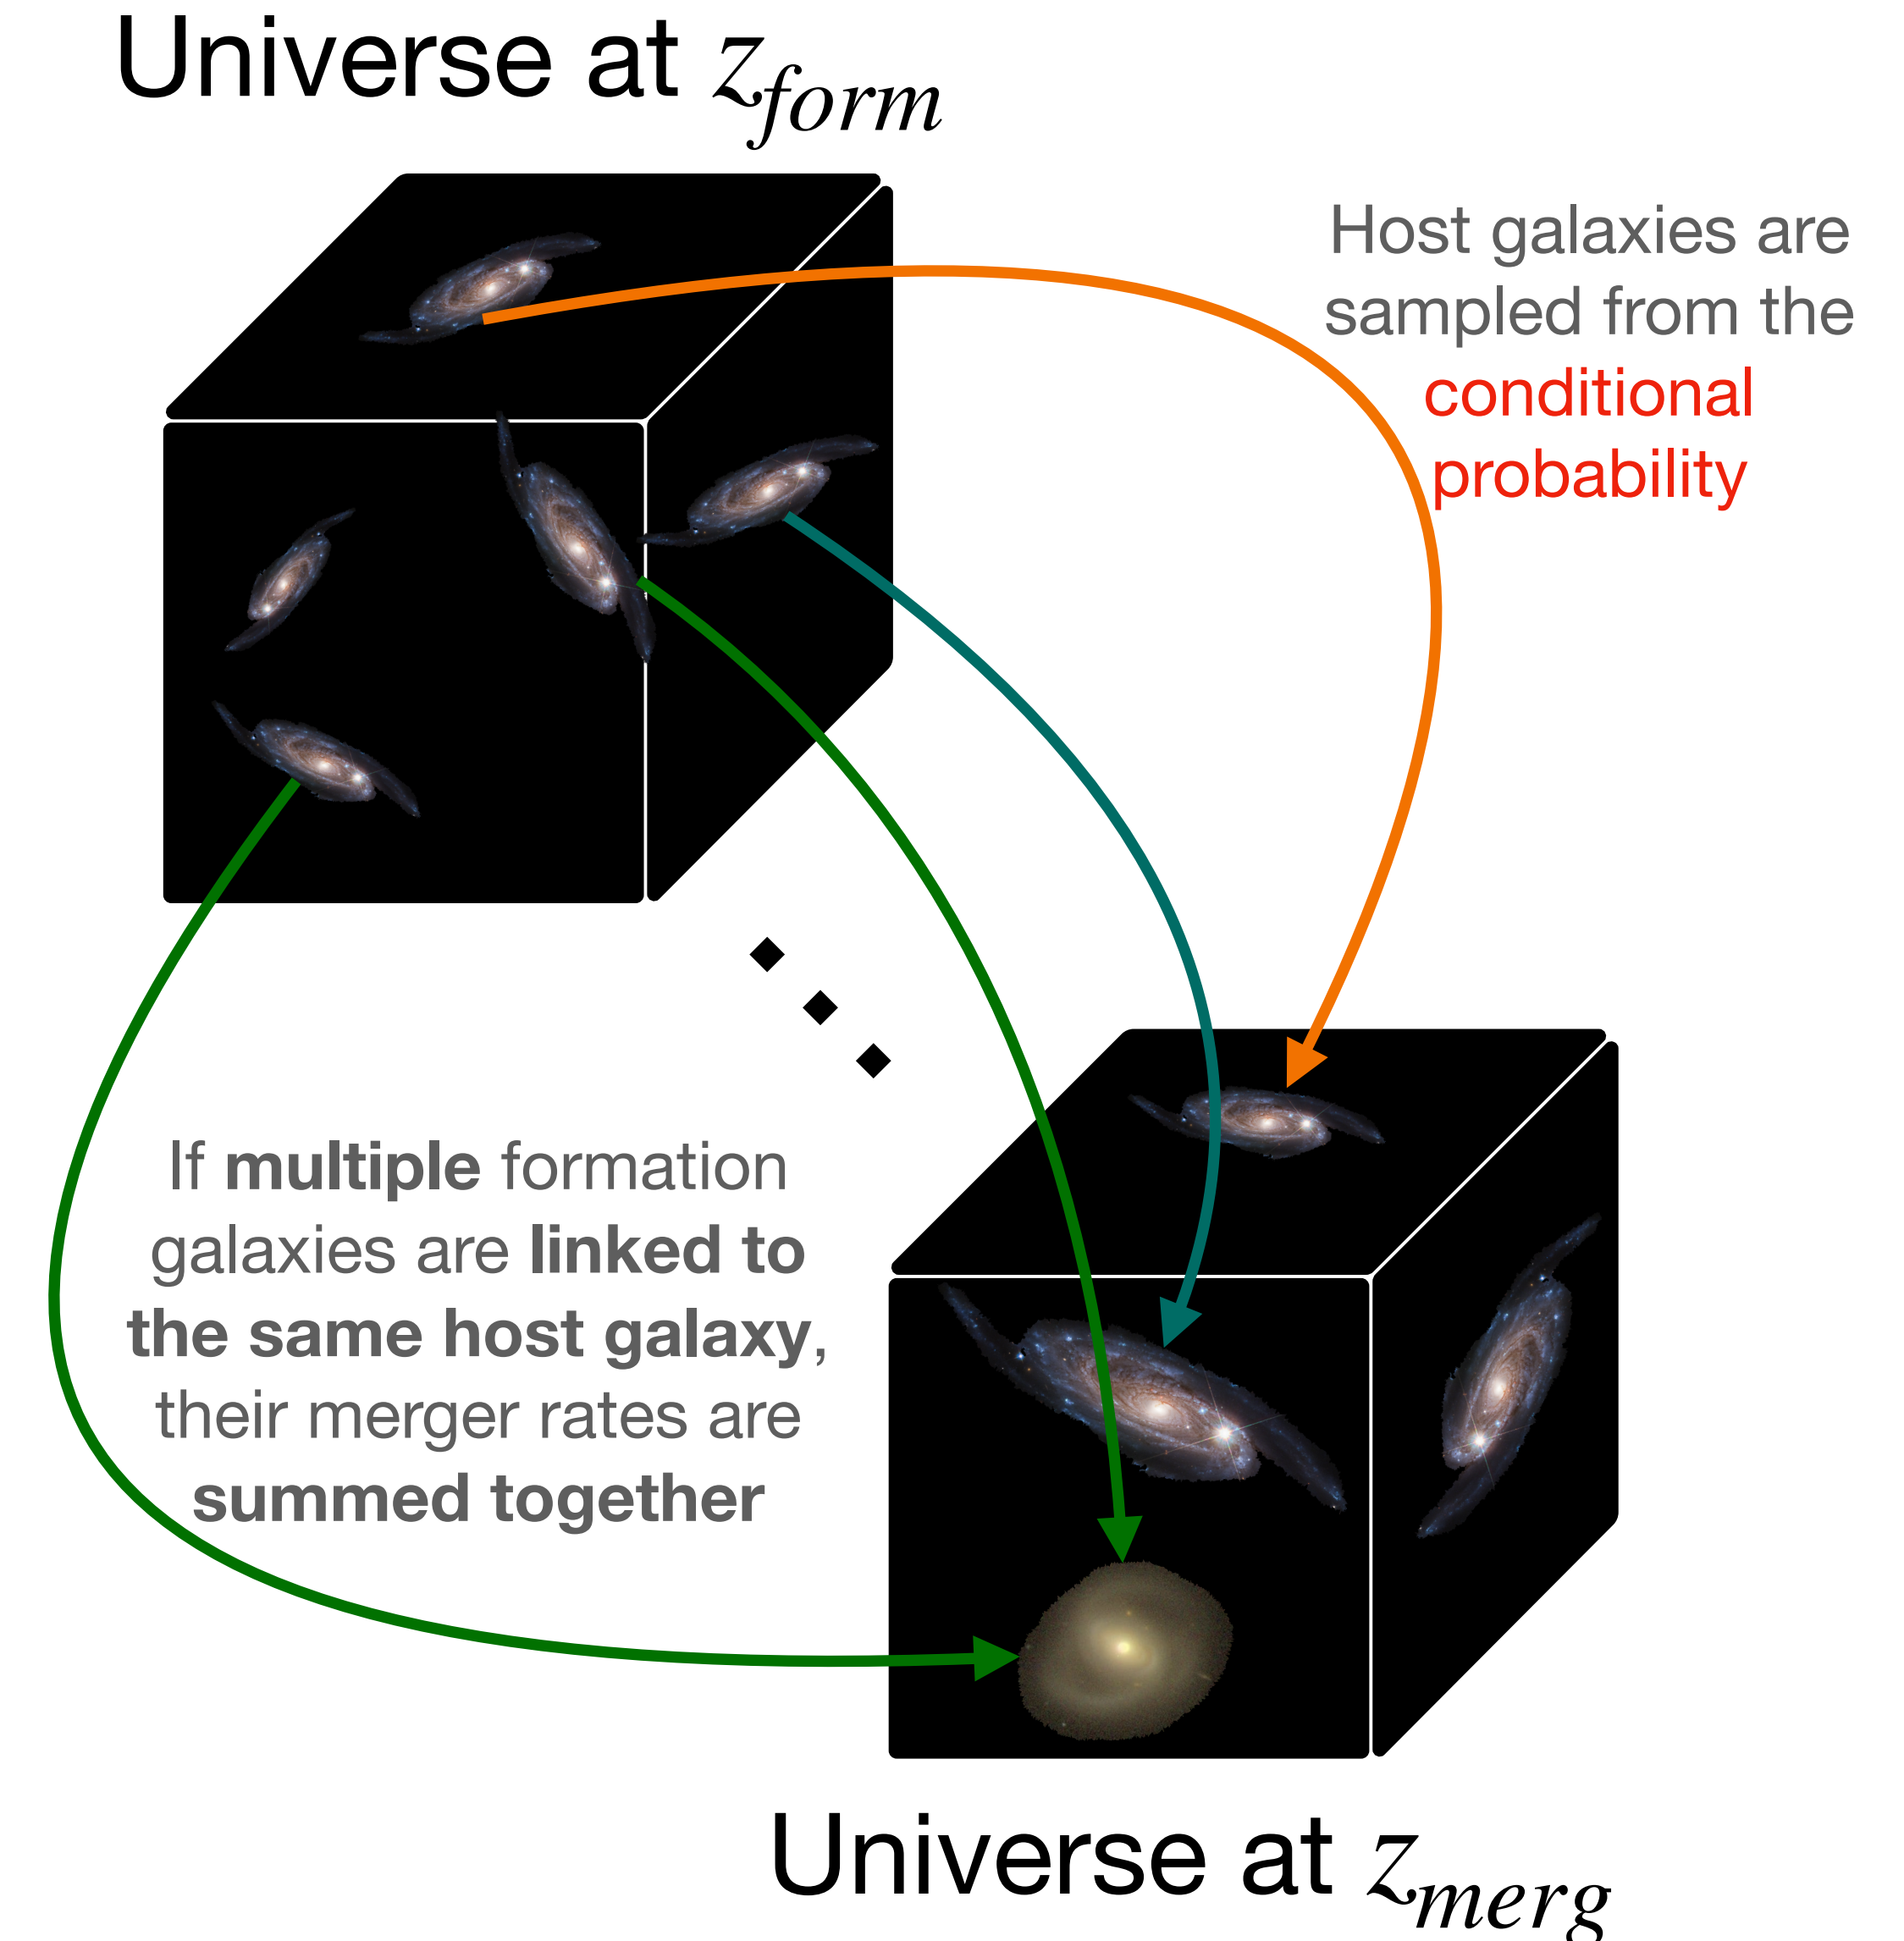 Universe at z_form
Host galaxies are
sampled from the
conditional
probability
If multiple formation
galaxies are linked to
the same host galaxy,
their merger rates are
summed together
Universe at z_merg